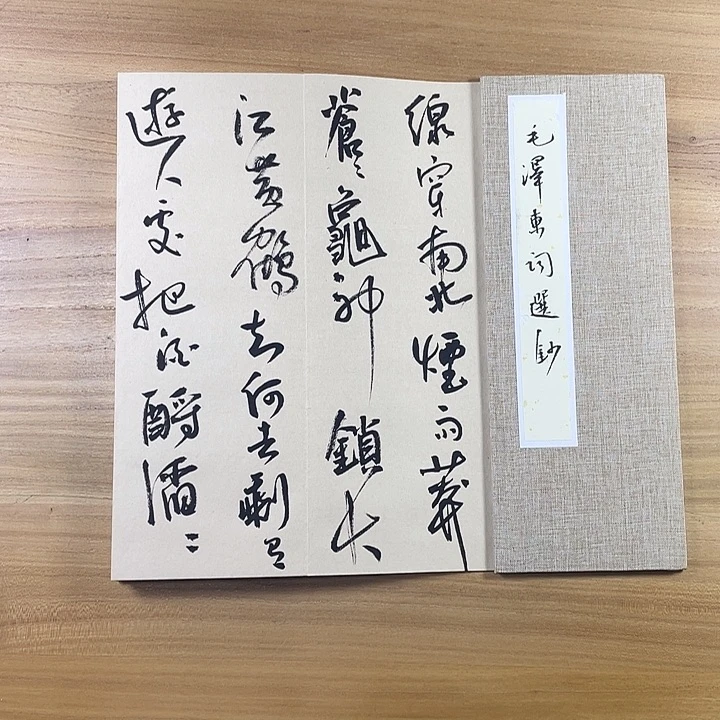 毛澤東詞選鈔
線穿南北煙雨莽
蒼〻龜蛇鎖大
江黃鶴知何去剩有
遊人處把酒酹滔〻